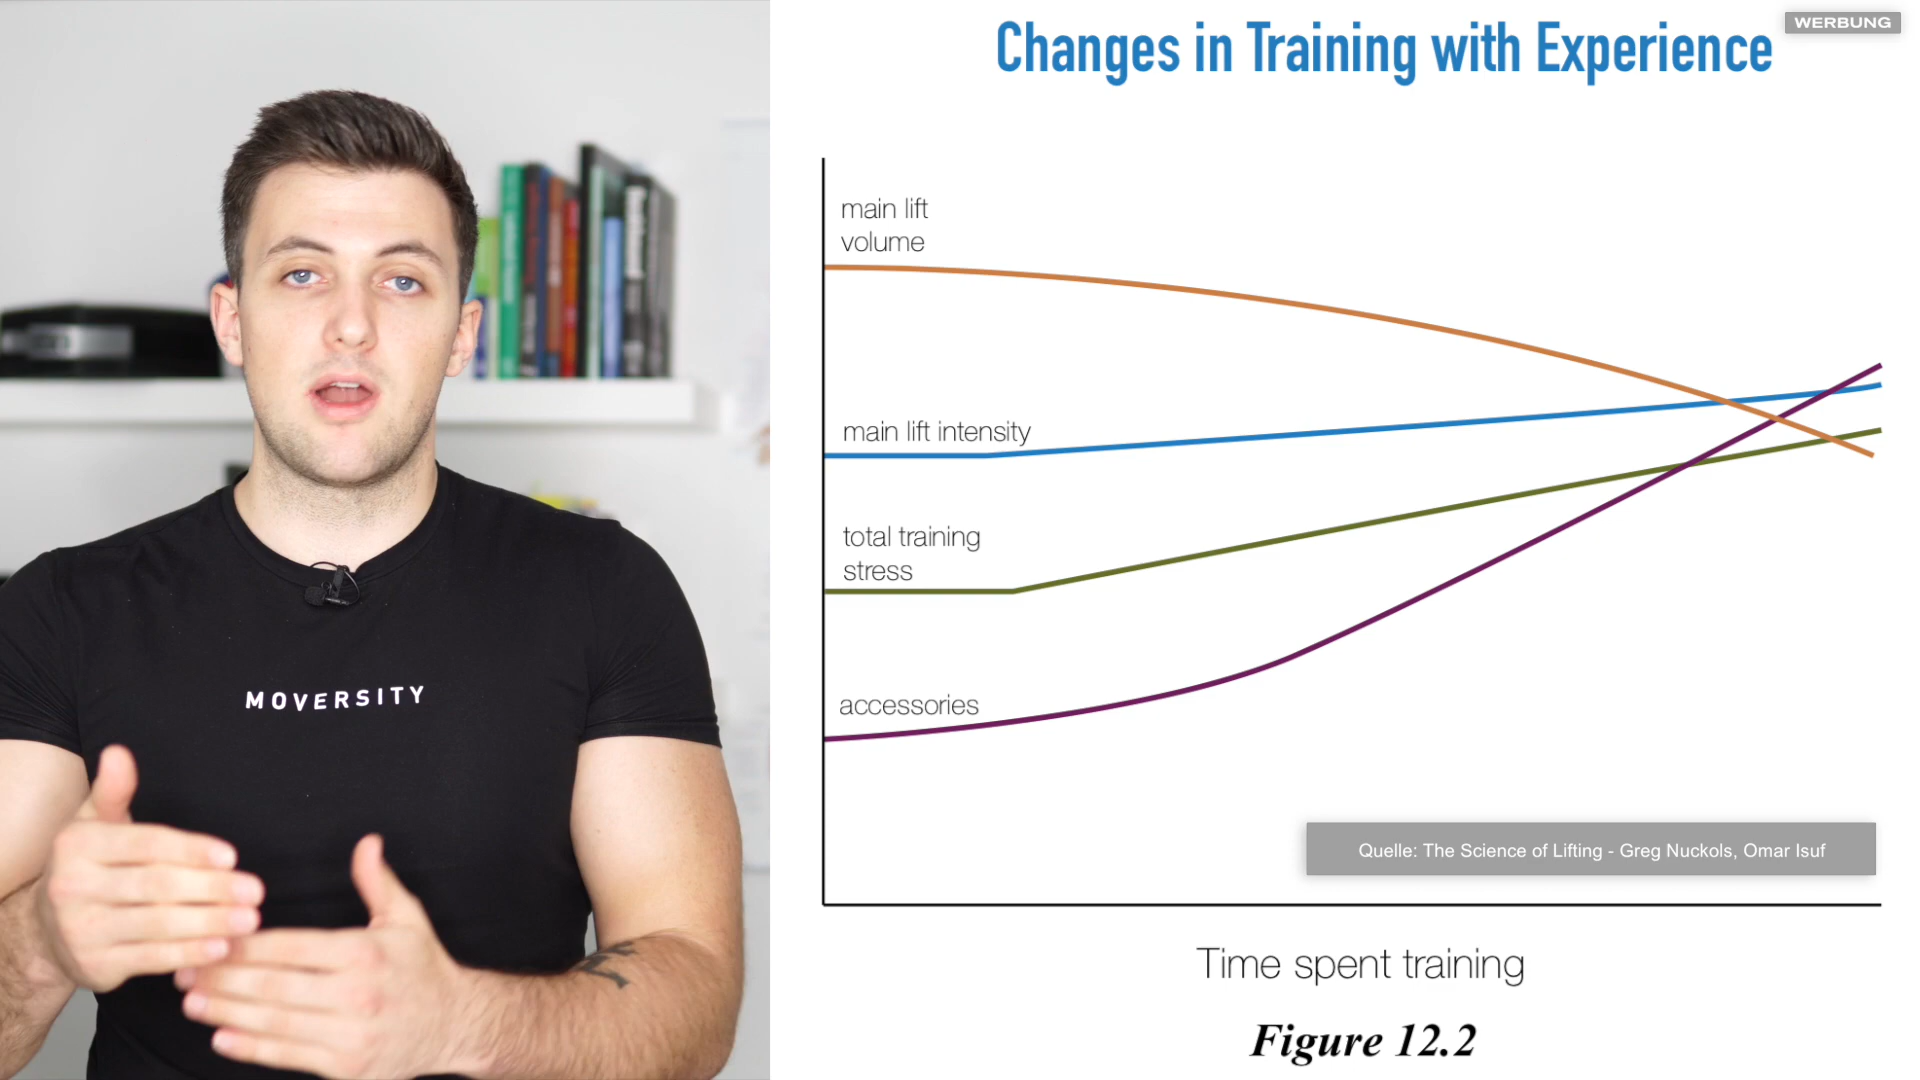 WERBUNG
Changes in Training with Experience
main lift
volume
main lift intensity
total training
stress
accessories
Quelle: The Science of Lifting - Greg Nuckols, Omar Isuf
Time spent training
Figure 12.2
MOVERSITY